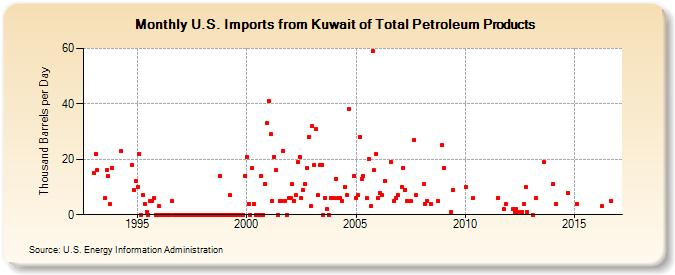 Monthly U.S. Imports from Kuwait of Total Petroleum Products
Thousand Barrels per Day
60
40
20
0
1995 2000 2005 2010 2015
Source: U.S. Energy Information Administration